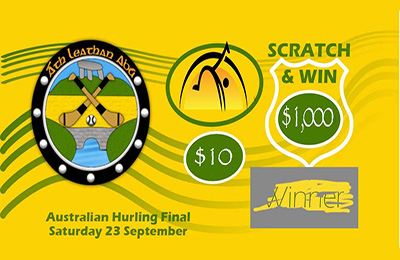 Áth leathan Abú
SCRATCH
& WIN
$1,000
$10
Winner
Australian Hurling Final
Saturday 23 September